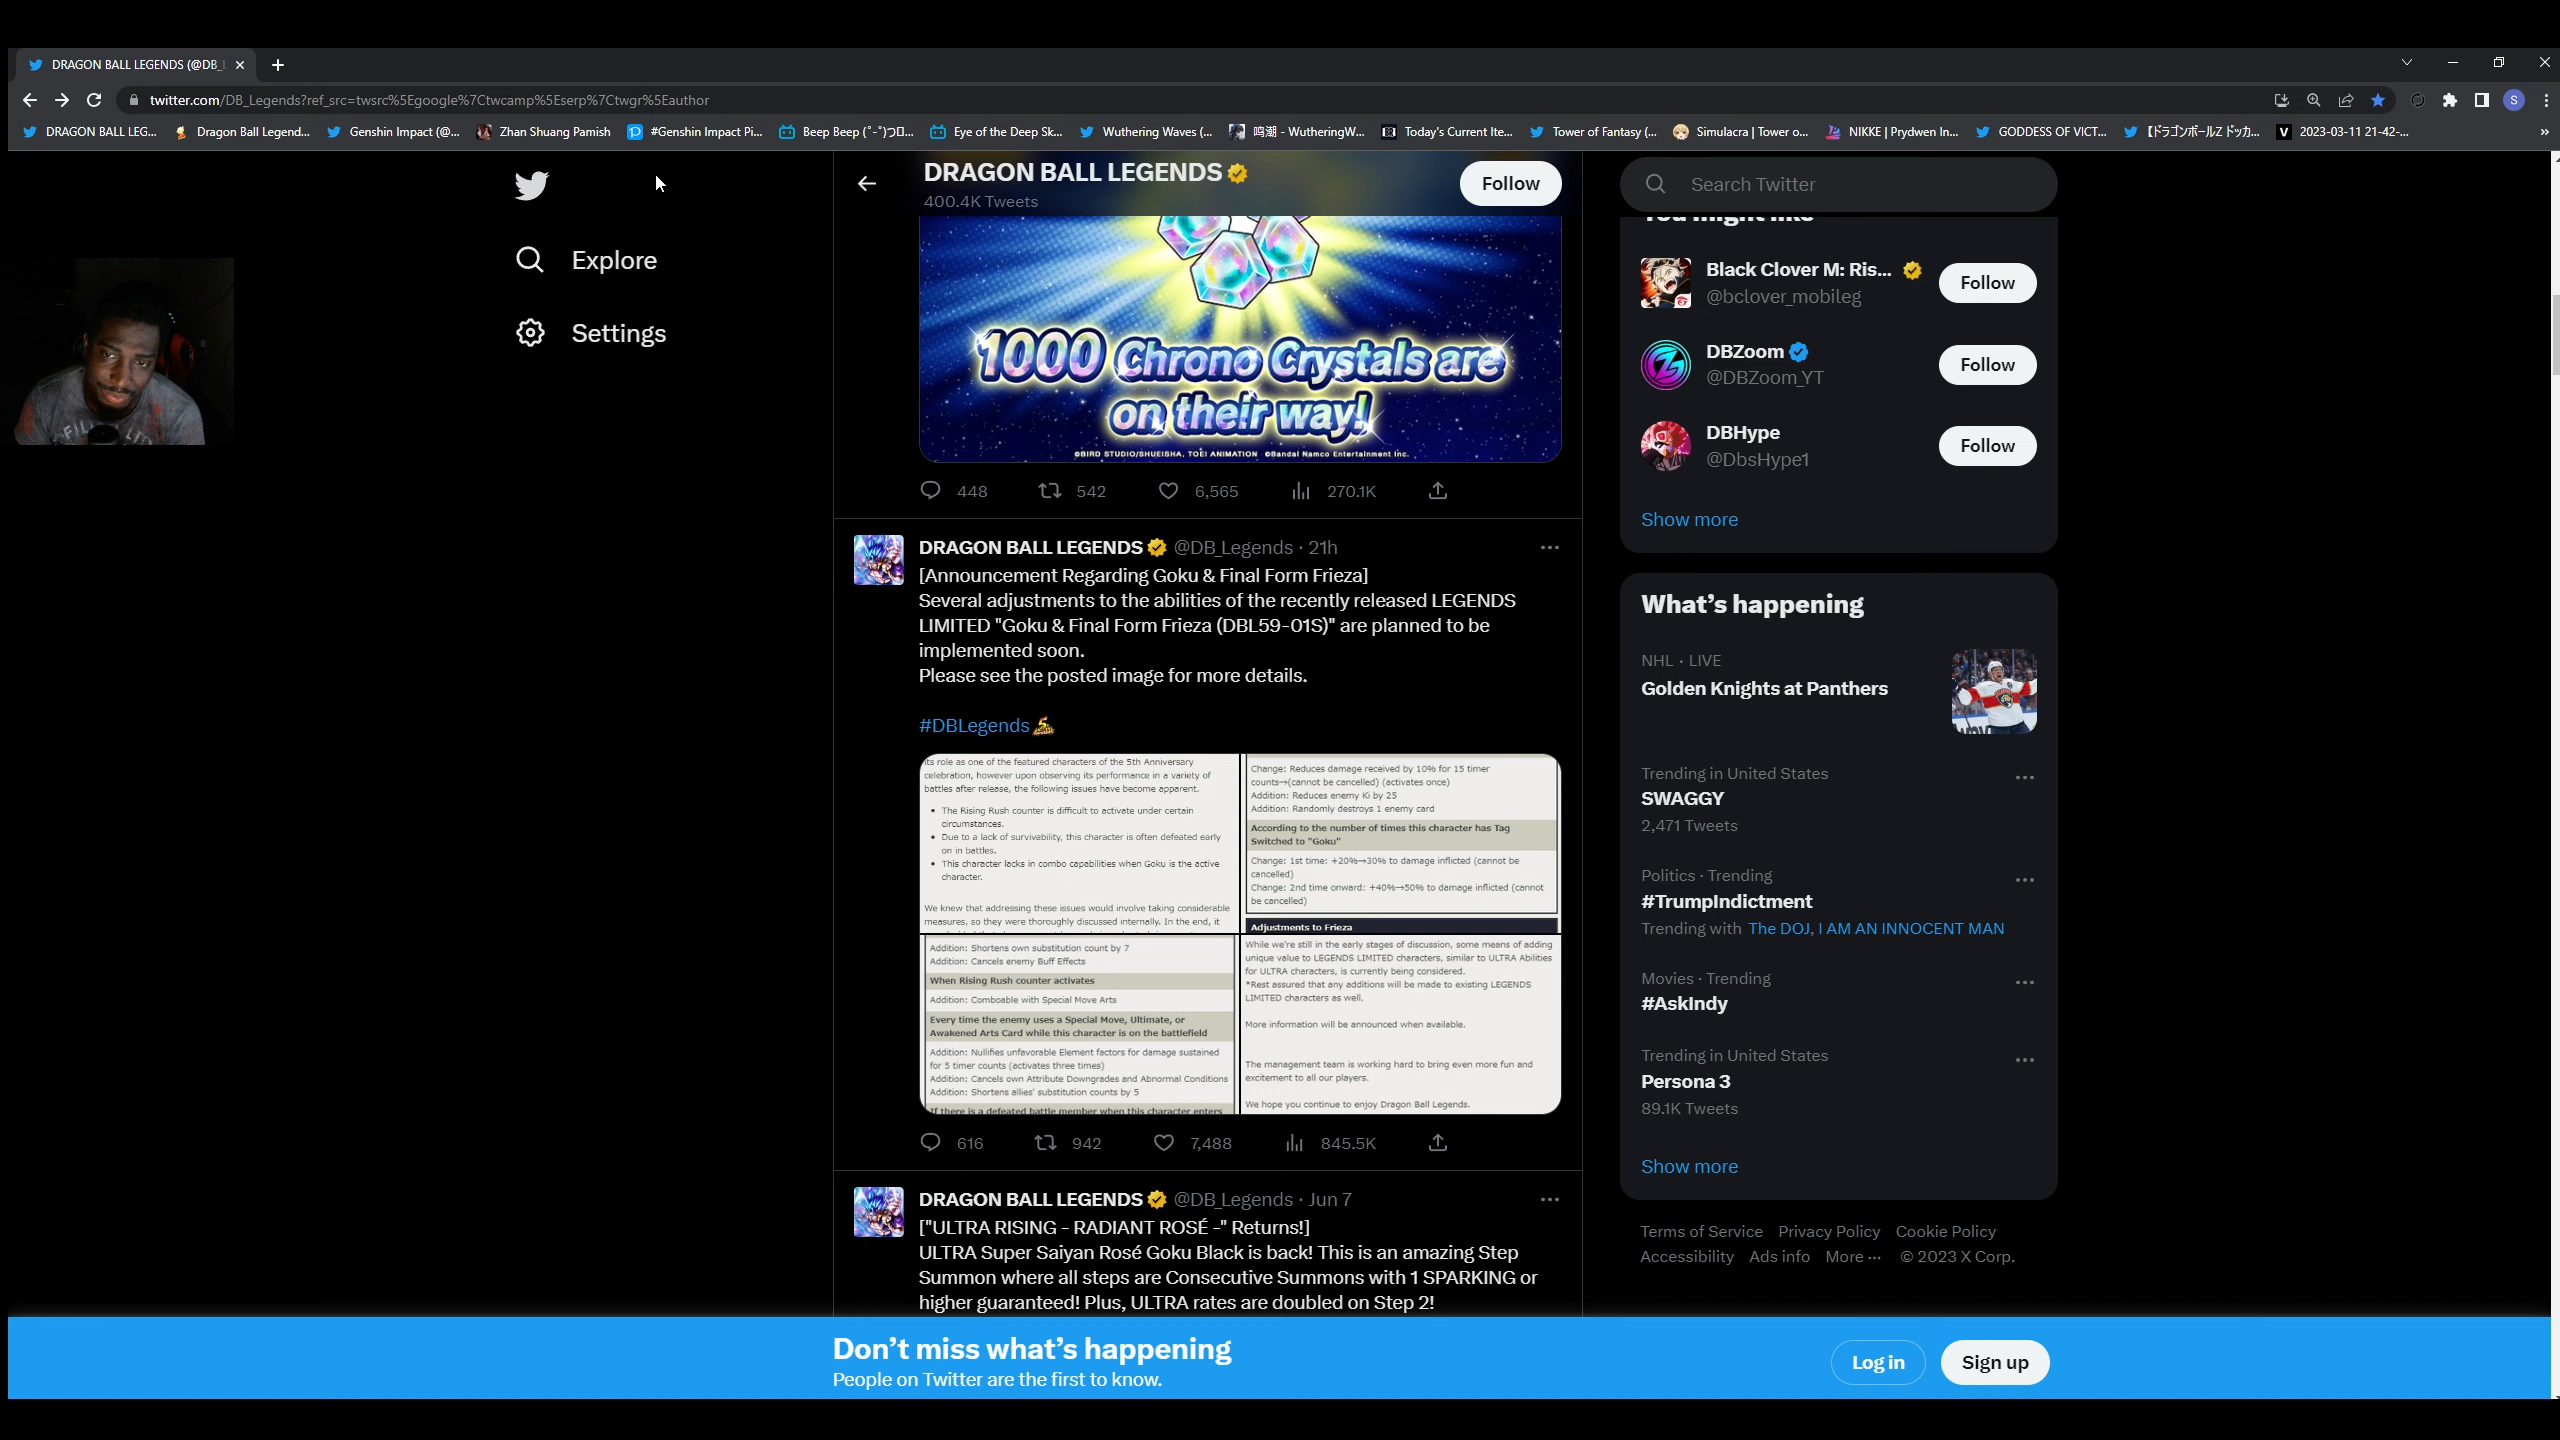 DRAGON BALL LEGENDS (@DB_L
twitter.com/DB_Legends?ref_src=twsrc%5Egoogle%7Ctwcamp%5Eserp%7Ctwgr%5Eauthor
S
DRAGON BALL LEG...
Dragon Ball Legend...
Genshin Impact (@...
Zhan Shuang Pamish
#Genshin Impact Pi...
Eye of the Deep Sk...
Wuthering Waves (...
鸣潮 - WutheringW...
Today's Current Ite...
Tower of Fantasy (...
Simulacra | Tower o...
NIKKE | Prydwen In...
GODDESS OF VICT...
【ドラゴンボールZ ドッカ...
2023-03-11 21-42-...
Explore
Settings
DRAGON BALL LEGENDS
400.4K Tweets
Follow
1000 Chrono Crystals are
on their way!
©BIRD STUDIO/SHUEISHA, TOEI ANIMATION ©Bandai Namco Entertainment Inc.
448 542 6,565 270.1K
DRAGON BALL LEGENDS @DB_Legends · 21h
[Announcement Regarding Goku & Final Form Frieza]
Several adjustments to the abilities of the recently released LEGENDS
LIMITED "Goku & Final Form Frieza (DBL59-01S)" are planned to be
implemented soon.
Please see the posted image for more details.
#DBLegends
its role as one of the featured characters of the 5th Anniversary
celebration, however upon observing its performance in a variety of
battles after release, the following issues have become apparent.
• The Rising Rush counter is difficult to activate under certain
circumstances.
• Due to a lack of survivability, this character is often defeated early
on in battles.
• This character lacks in combo capabilities when Goku is the active
character.
We knew that addressing these issues would involve taking considerable
measures, so they were thoroughly discussed internally. In the end, it
Change: Reduces damage received by 10% for 15 timer
counts→(cannot be cancelled) (activates once)
Addition: Reduces enemy Ki by 25
Addition: Randomly destroys 1 enemy card
According to the number of times this character has Tag
Switched to "Goku"
Change: 1st time: +20%→30% to damage inflicted (cannot be
cancelled)
Change: 2nd time onward: +40%→50% to damage inflicted (cannot
be cancelled)
Adjustments to Frieza
Addition: Shortens own substitution count by 7
Addition: Cancels enemy Buff Effects
When Rising Rush counter activates
Addition: Comboable with Special Move Arts
Every time the enemy uses a Special Move, Ultimate, or
Awakened Arts Card while this character is on the battlefield
Addition: Nullifies unfavorable Element factors for damage sustained
for 5 timer counts (activates three times)
Addition: Cancels own Attribute Downgrades and Abnormal Conditions
Addition: Shortens allies' substitution counts by 5
If there is a defeated battle member when this character enters
While we're still in the early stages of discussion, some means of adding
unique value to LEGENDS LIMITED characters, similar to ULTRA Abilities
for ULTRA characters, is currently being considered.
*Rest assured that any additions will be made to existing LEGENDS
LIMITED characters as well.
More information will be announced when available.
The management team is working hard to bring even more fun and
excitement to all our players.
We hope you continue to enjoy Dragon Ball Legends.
616 942 7,488 845.5K
DRAGON BALL LEGENDS @DB_Legends · Jun 7
["ULTRA RISING - RADIANT ROSÉ -" Returns!]
ULTRA Super Saiyan Rosé Goku Black is back! This is an amazing Step
Summon where all steps are Consecutive Summons with 1 SPARKING or
higher guaranteed! Plus, ULTRA rates are doubled on Step 2!
Search Twitter
You might like
Black Clover M: Ris...
@bclover_mobileg
Follow
DBZoom
@DBZoom_YT
Follow
DBHype
@DbsHype1
Follow
Show more
What's happening
NHL · LIVE
Golden Knights at Panthers
Trending in United States
SWAGGY
2,471 Tweets
Politics · Trending
#TrumpIndictment
Trending with The DOJ, I AM AN INNOCENT MAN
Movies · Trending
#AskIndy
Trending in United States
Persona 3
89.1K Tweets
Show more
Terms of Service Privacy Policy Cookie Policy
Accessibility Ads info More ··· © 2023 X Corp.
Don't miss what's happening
People on Twitter are the first to know.
Log in
Sign up